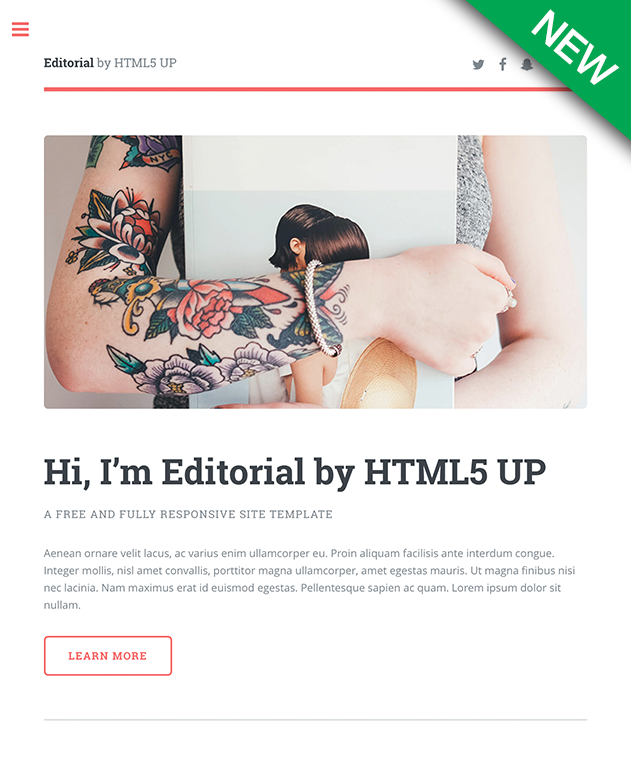 NEW
Editorial by HTML5 UP
NYC
Hi, I’m Editorial by HTML5 UP
A FREE AND FULLY RESPONSIVE SITE TEMPLATE
Aenean ornare velit lacus, ac varius enim ullamcorper eu. Proin aliquam facilisis ante interdum congue.
Integer mollis, nisl amet convallis, porttitor magna ullamcorper, amet egestas mauris. Ut magna finibus nisi
nec lacinia. Nam maximus erat id euismod egestas. Pellentesque sapien ac quam. Lorem ipsum dolor sit
nullam.
LEARN MORE